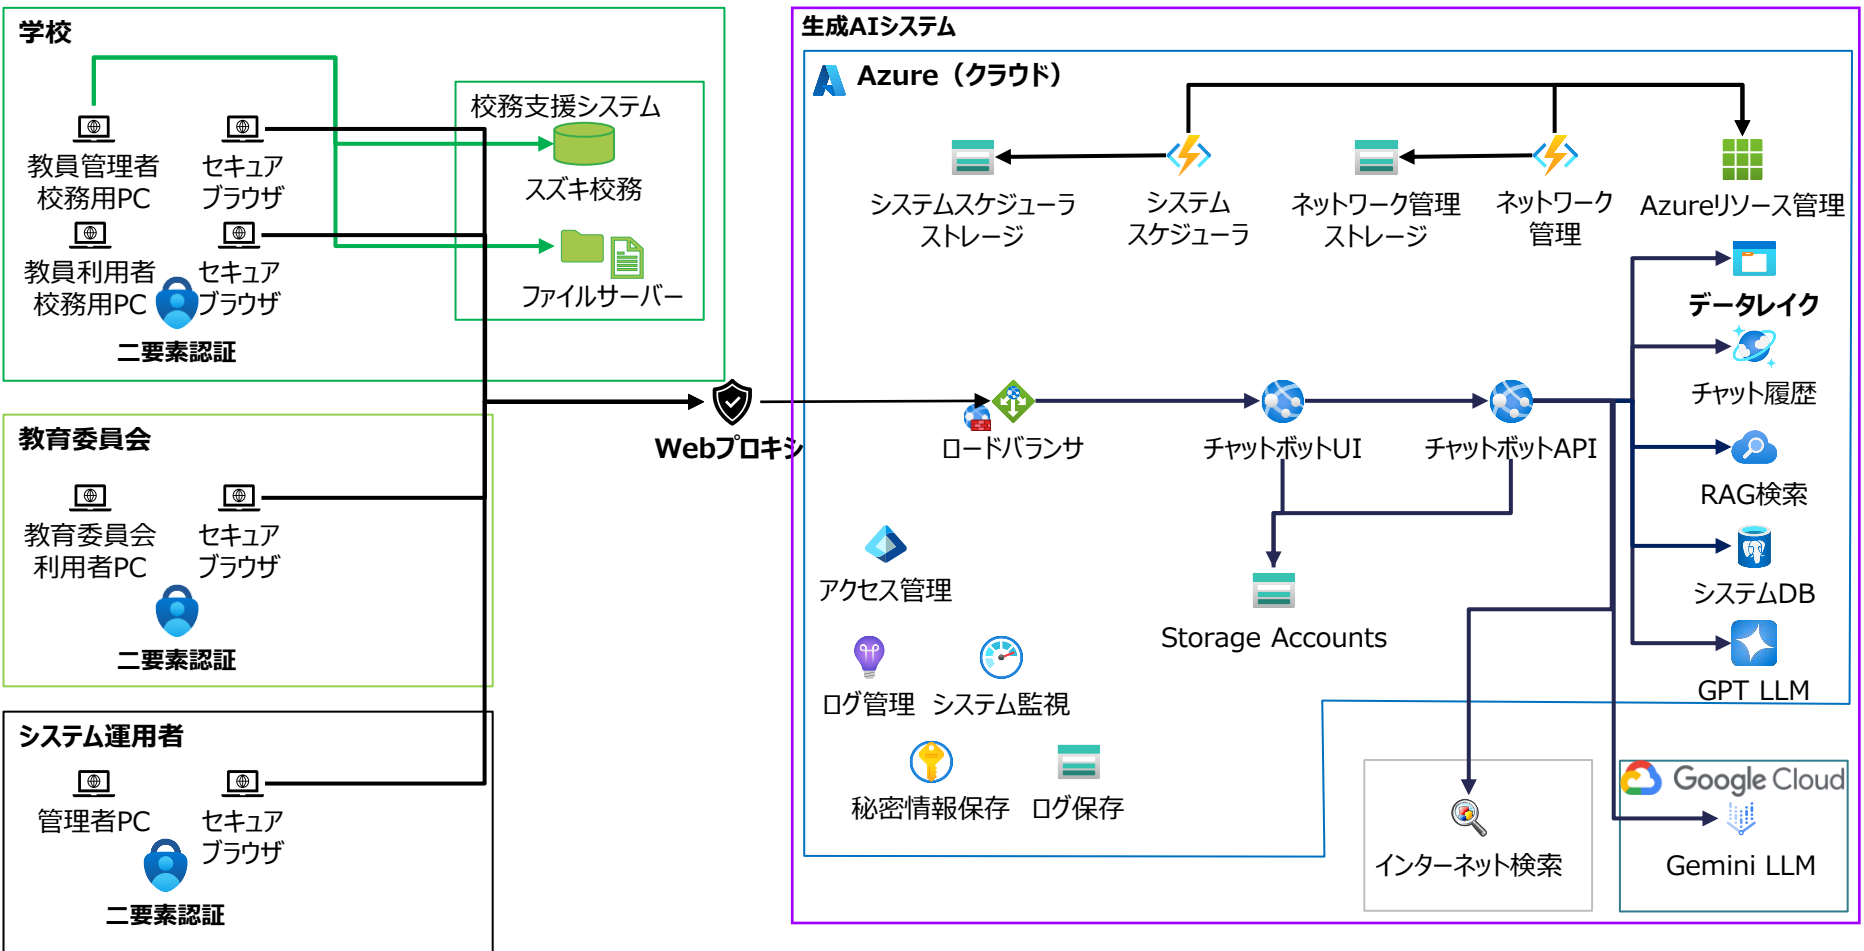 学校
校務支援システム
教員管理者
校務用PC
セキュア
ブラウザ
スズキ校務
教員利用者
校務用PC
セキュア
ブラウザ
ファイルサーバー
二要素認証
教育委員会
教育委員会
利用者PC
セキュア
ブラウザ
二要素認証
システム運用者
管理者PC
セキュア
ブラウザ
二要素認証
Webプロキシ
生成AIシステム
Azure（クラウド）
システムスケジューラ
ストレージ
システム
スケジューラ
ネットワーク管理
ストレージ
ネットワーク
管理
Azureリソース管理
データレイク
チャット履歴
ロードバランサ
チャットボットUI
チャットボットAPI
RAG検索
アクセス管理
システムDB
Storage Accounts
ログ管理
システム監視
GPT LLM
秘密情報保存
ログ保存
インターネット検索
Google Cloud
Gemini LLM